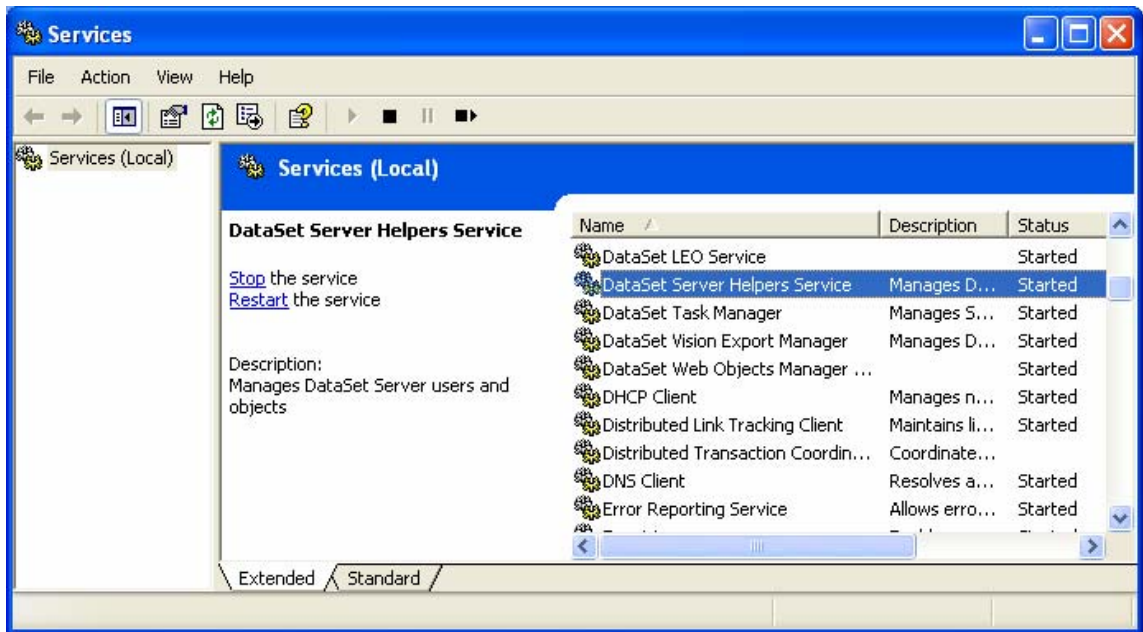 Services
File Action View Help
Services (Local)
Services (Local)
DataSet Server Helpers Service
Stop the service
Restart the service
Description:
Manages DataSet Server users and
objects
Name Description Status
DataSet LEO Service Started
DataSet Server Helpers Service Manages D... Started
DataSet Task Manager Manages S... Started
DataSet Vision Export Manager Manages D... Started
DataSet Web Objects Manager ... Started
DHCP Client Manages n... Started
Distributed Link Tracking Client Maintains li... Started
Distributed Transaction Coordin... Coordinate...
DNS Client Resolves a... Started
Error Reporting Service Allows erro... Started
Extended Standard